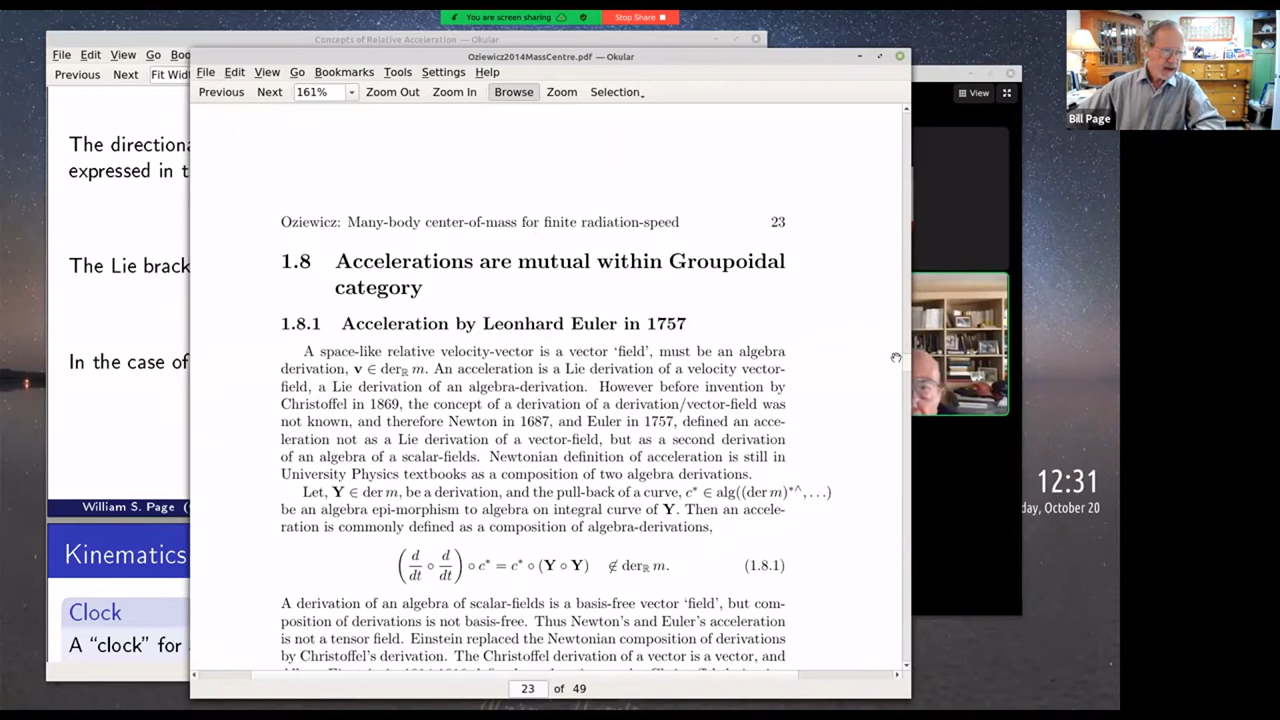 You are screen sharing
Stop Share
Concepts of Relative Acceleration — Okular
File Edit View Go Boo
Previous Next Fit Wid
The directiona
expressed in t
The Lie brack
In the case of
William S. Page (
Kinematics
Clock
A “clock” for
Oziewicz2014MassCentre.pdf — Okular
File Edit View Go Bookmarks Tools Settings Help
Previous Next 161% Zoom Out Zoom In Browse Zoom Selection
Oziewicz: Many-body center-of-mass for finite radiation-speed 23
1.8 Accelerations are mutual within Groupoidal
category
1.8.1 Acceleration by Leonhard Euler in 1757
A space-like relative velocity-vector is a vector ‘field’, must be an algebra
derivation, v ∈ derℝ m. An acceleration is a Lie derivation of a velocity vector-
field, a Lie derivation of an algebra-derivation. However before invention by
Christoffel in 1869, the concept of a derivation of a derivation/vector-field was
not known, and therefore Newton in 1687, and Euler in 1757, defined an acce-
leration not as a Lie derivation of a vector-field, but as a second derivation
of an algebra of a scalar-fields. Newtonian definition of acceleration is still in
University Physics textbooks as a composition of two algebra derivations.
Let, Y ∈ der m, be a derivation, and the pull-back of a curve, c* ∈ alg((der m)*∧, . . .)
be an algebra epi-morphism to algebra on integral curve of Y. Then an accele-
ration is commonly defined as a composition of algebra-derivations,
(d/dt ∘ d/dt) ∘ c* = c* ∘ (Y ∘ Y) ∉ derℝ m. (1.8.1)
A derivation of an algebra of scalar-fields is a basis-free vector ‘field’, but com-
position of derivations is not basis-free. Thus Newton’s and Euler’s acceleration
is not a tensor field. Einstein replaced the Newtonian composition of derivations
by Christoffel’s derivation. The Christoffel derivation of a vector is a vector, and
23 of 49
View
Bill Page
12:31
day, October 20